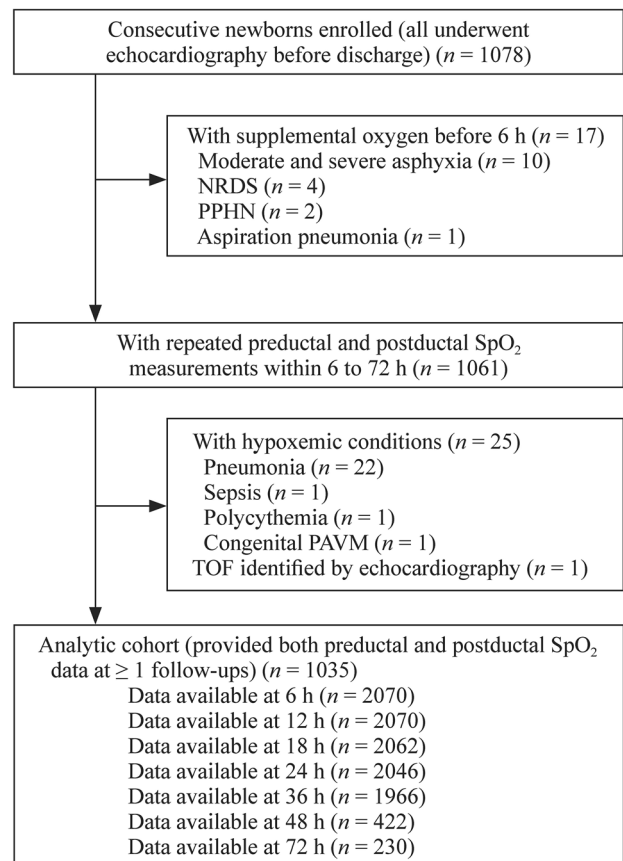 Consecutive newborns enrolled (all underwent
echocardiography before discharge) (n = 1078)
With supplemental oxygen before 6 h (n = 17)
Moderate and severe asphyxia (n = 10)
NRDS (n = 4)
PPHN (n = 2)
Aspiration pneumonia (n = 1)
With repeated preductal and postductal SpO₂
measurements within 6 to 72 h (n = 1061)
With hypoxemic conditions (n = 25)
Pneumonia (n = 22)
Sepsis (n = 1)
Polycythemia (n = 1)
Congenital PAVM (n = 1)
TOF identified by echocardiography (n = 1)
Analytic cohort (provided both preductal and postductal SpO₂
data at ≥ 1 follow-ups) (n = 1035)
Data available at 6 h (n = 2070)
Data available at 12 h (n = 2070)
Data available at 18 h (n = 2062)
Data available at 24 h (n = 2046)
Data available at 36 h (n = 1966)
Data available at 48 h (n = 422)
Data available at 72 h (n = 230)